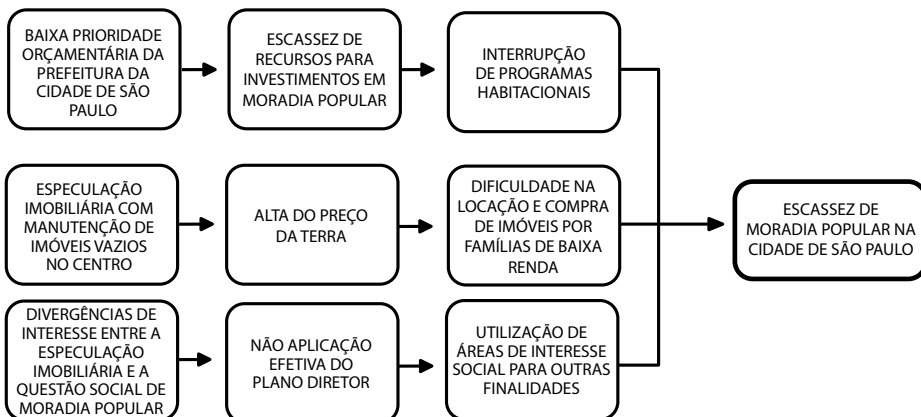 BAIXA PRIORIDADE
ORÇAMENTÁRIA DA
PREFEITURA DA
CIDADE DE SÃO
PAULO
ESCASSEZ DE
RECURSOS PARA
INVESTIMENTOS EM
MORADIA POPULAR
INTERRUPÇÃO
DE PROGRAMAS
HABITACIONAIS
ESPECULAÇÃO
IMOBILIÁRIA COM
MANUTENÇÃO DE
IMÓVEIS VAZIOS
NO CENTRO
ALTA DO PREÇO
DA TERRA
DIFICULDADE NA
LOCAÇÃO E COMPRA
DE IMÓVEIS POR
FAMÍLIAS DE BAIXA
RENDA
ESCASSEZ DE
MORADIA POPULAR NA
CIDADE DE SÃO PAULO
DIVERGÊNCIAS DE
INTERESSE ENTRE A
ESPECULAÇÃO
IMOBILIÁRIA E A
QUESTÃO SOCIAL DE
MORADIA POPULAR
NÃO APLICAÇÃO
EFETIVA DO
PLANO DIRETOR
UTILIZAÇÃO DE
ÁREAS DE INTERESSE
SOCIAL PARA OUTRAS
FINALIDADES